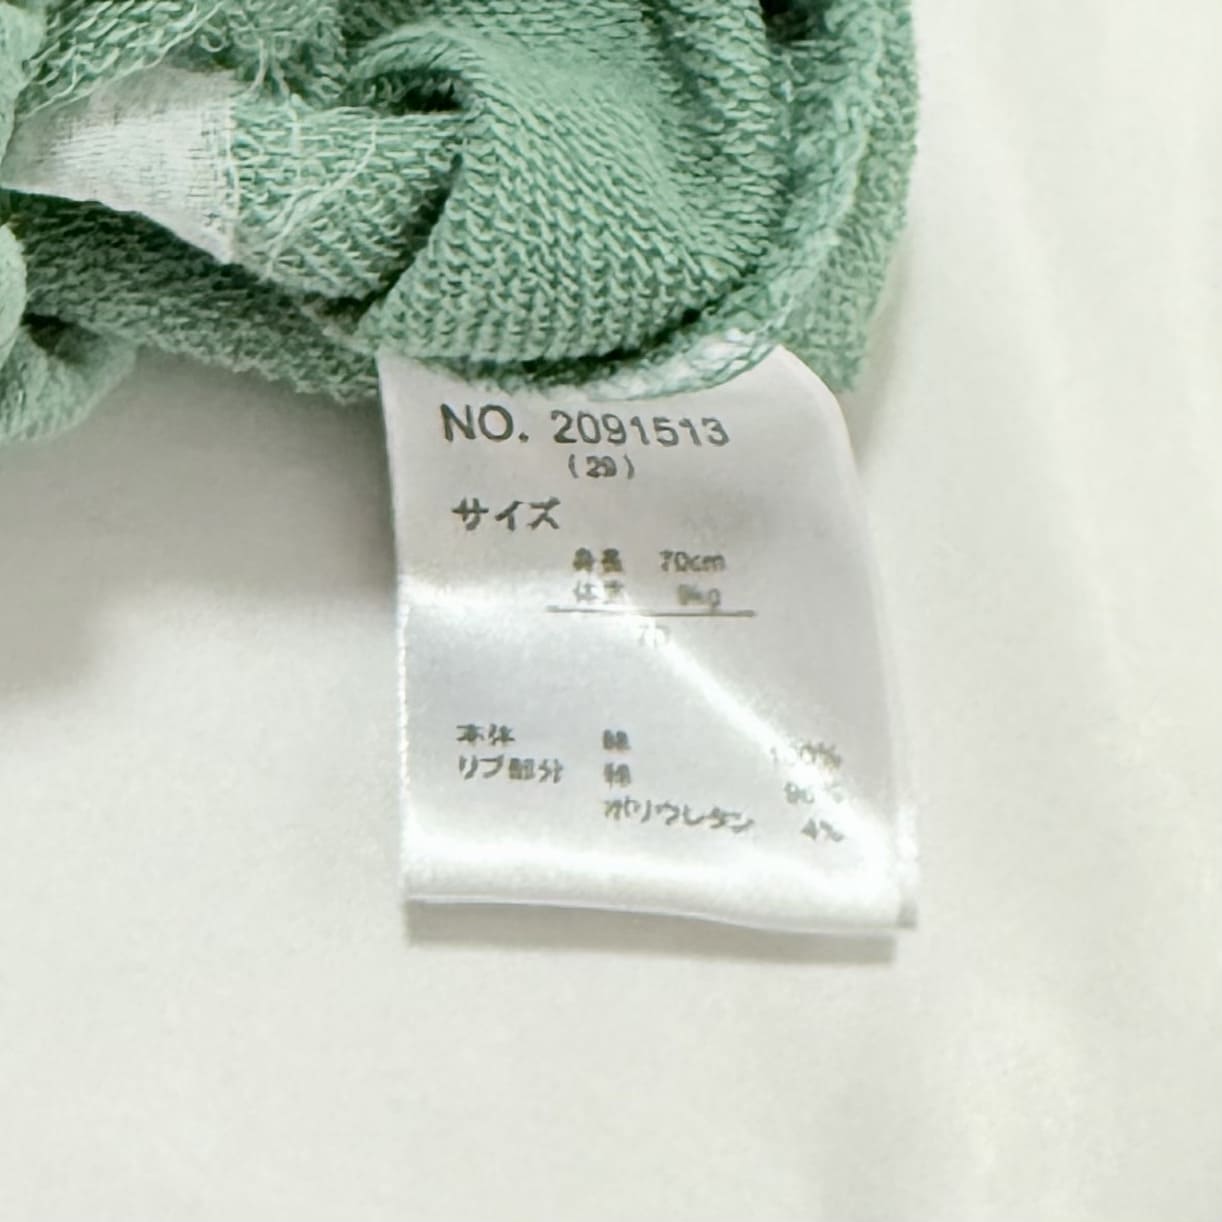 NO. 2091513
サイズ
身長 70cm
体重 9kg
70
本体 綿 100%
リブ部分 綿 96%
ポリウレタン 4%